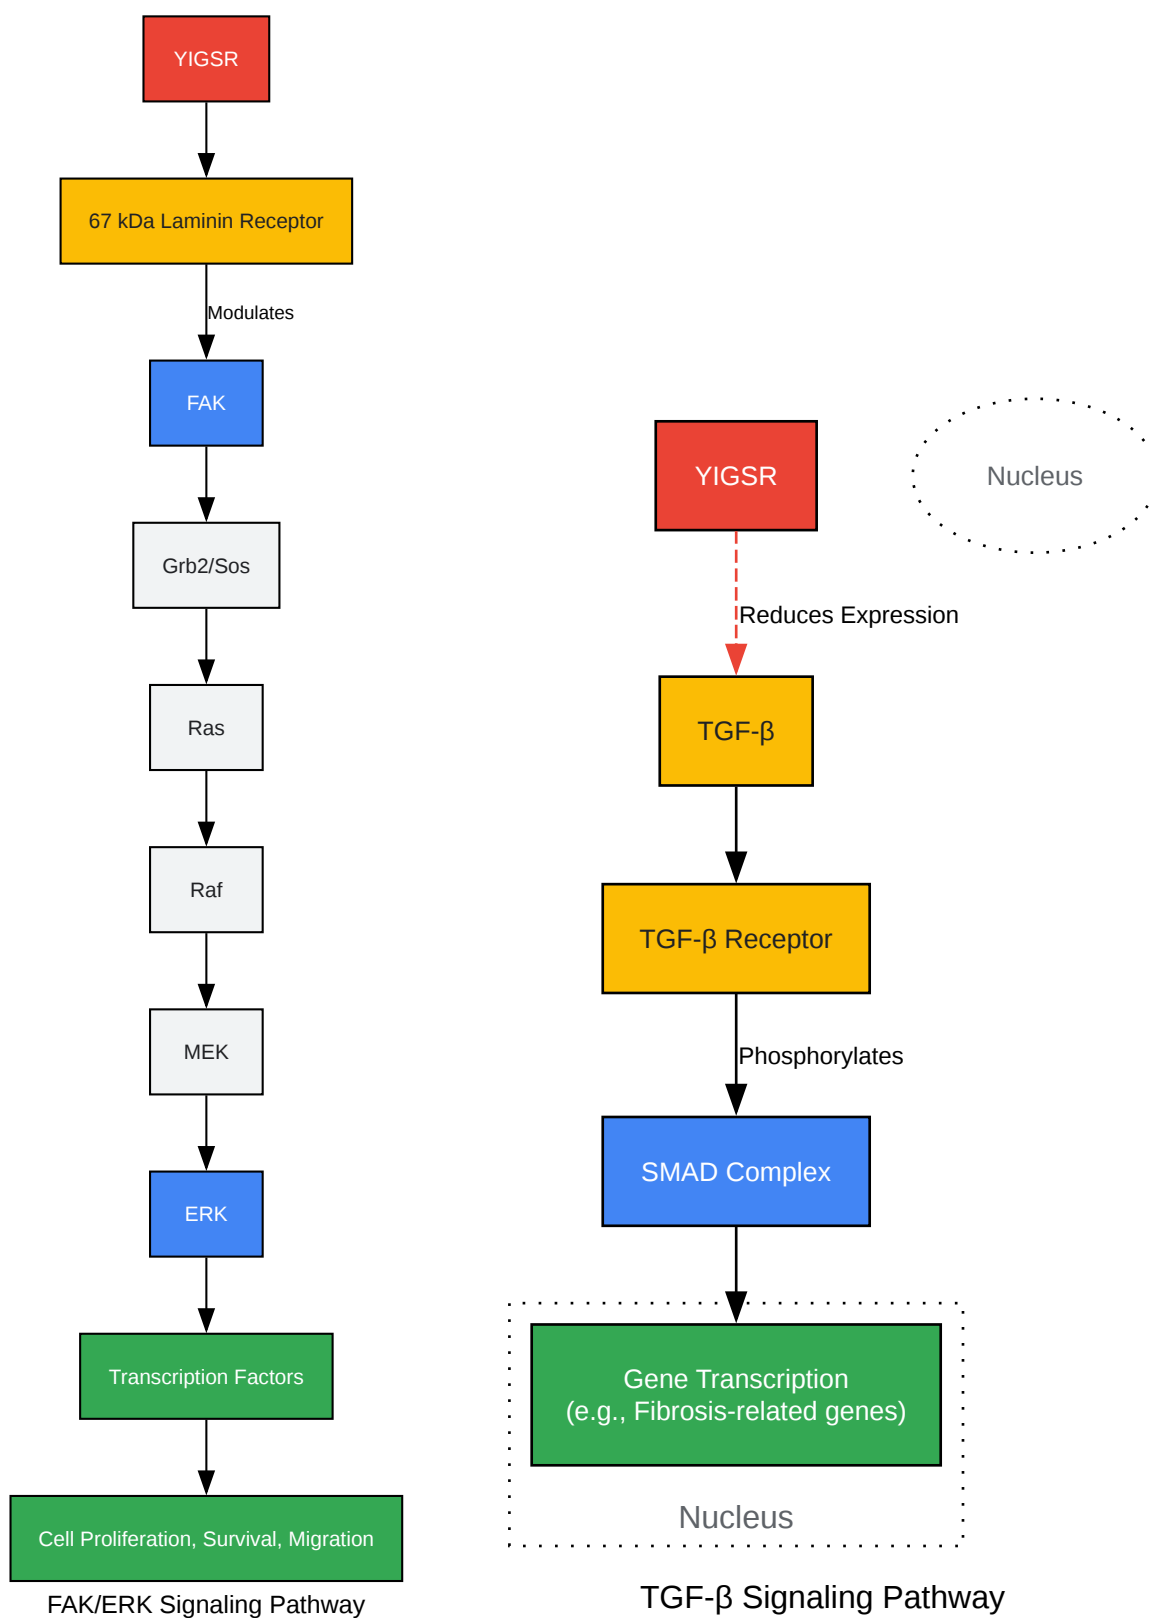 YIGSR
67 kDa Laminin Receptor
Modulates
FAK
Grb2/Sos
Ras
Raf
MEK
ERK
Transcription Factors
Cell Proliferation, Survival, Migration
FAK/ERK Signaling Pathway
YIGSR
Nucleus
Reduces Expression
TGF-β
TGF-β Receptor
Phosphorylates
SMAD Complex
Gene Transcription
(e.g., Fibrosis-related genes)
Nucleus
TGF-β Signaling Pathway